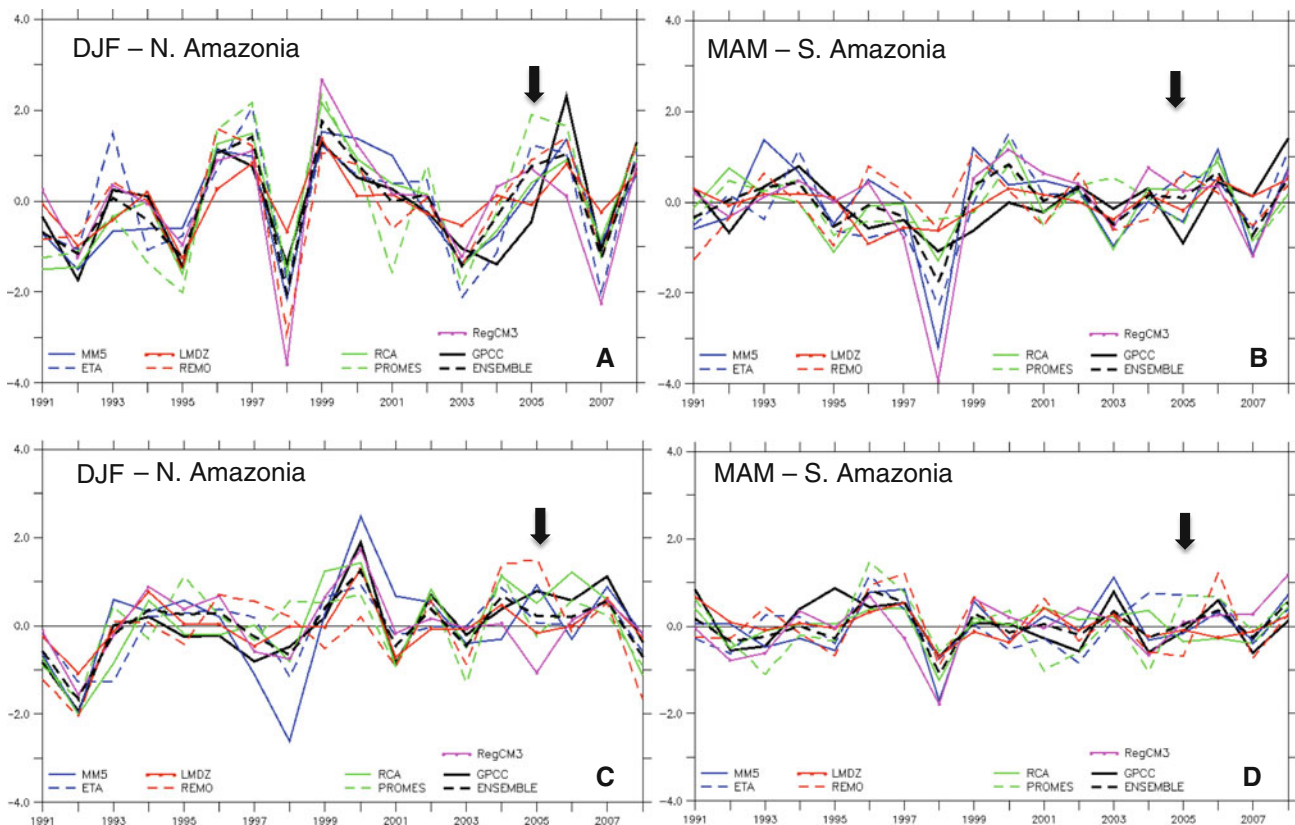 DJF – N. Amazonia
4.0
2.0
0.0
-2.0
-4.0
RegCM3
MM5 LMDZ RCA GPCC
ETA REMO PROMES ENSEMBLE
A
1991 1993 1995 1997 1999 2001 2003 2005 2007
MAM – S. Amazonia
4.0
2.0
0.0
-2.0
-4.0
RegCM3
MM5 LMDZ RCA GPCC
ETA REMO PROMES ENSEMBLE
B
1991 1993 1995 1997 1999 2001 2003 2005 2007
DJF – N. Amazonia
4.0
2.0
0.0
-2.0
-4.0
RegCM3
MM5 LMDZ RCA GPCC
ETA REMO PROMES ENSEMBLE
C
1991 1993 1995 1997 1999 2001 2003 2005 2007
MAM – S. Amazonia
4.0
2.0
0.0
-2.0
-4.0
RegCM3
MM5 LMDZ RCA GPCC
ETA REMO PROMES ENSEMBLE
D
1991 1993 1995 1997 1999 2001 2003 2005 2007